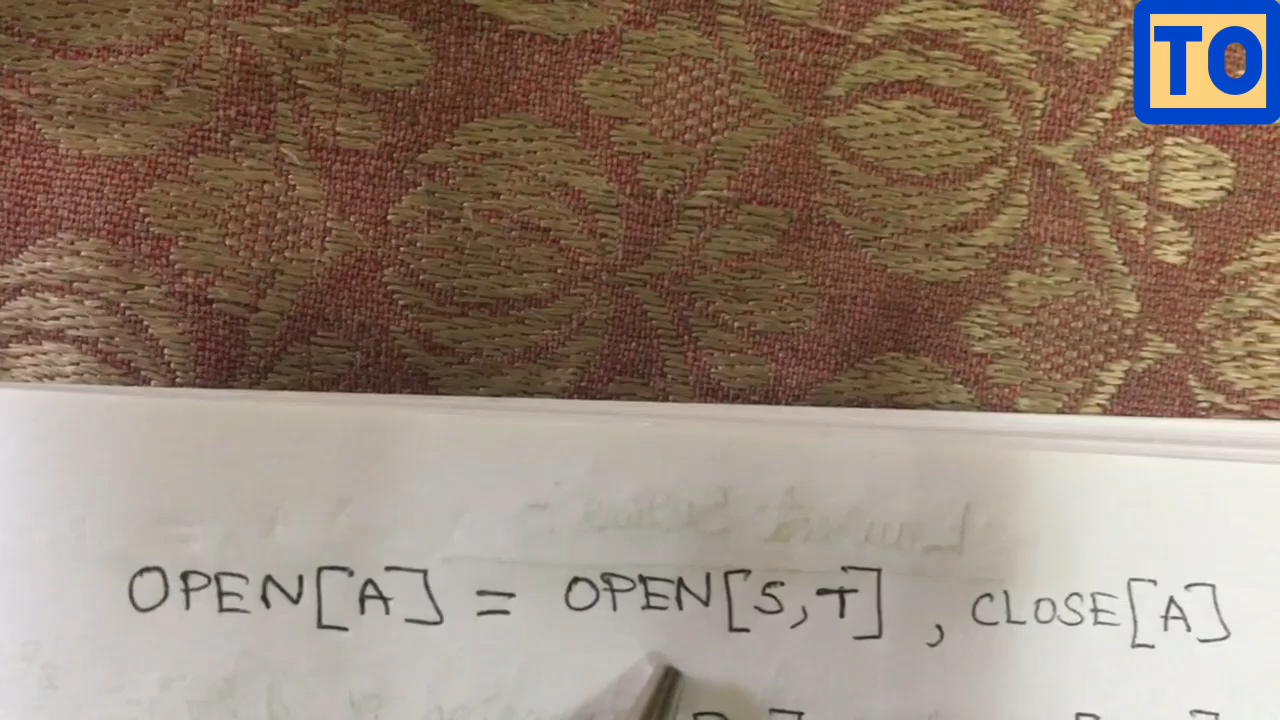 TO
OPEN[A] = OPEN[S,T] , CLOSE[A]